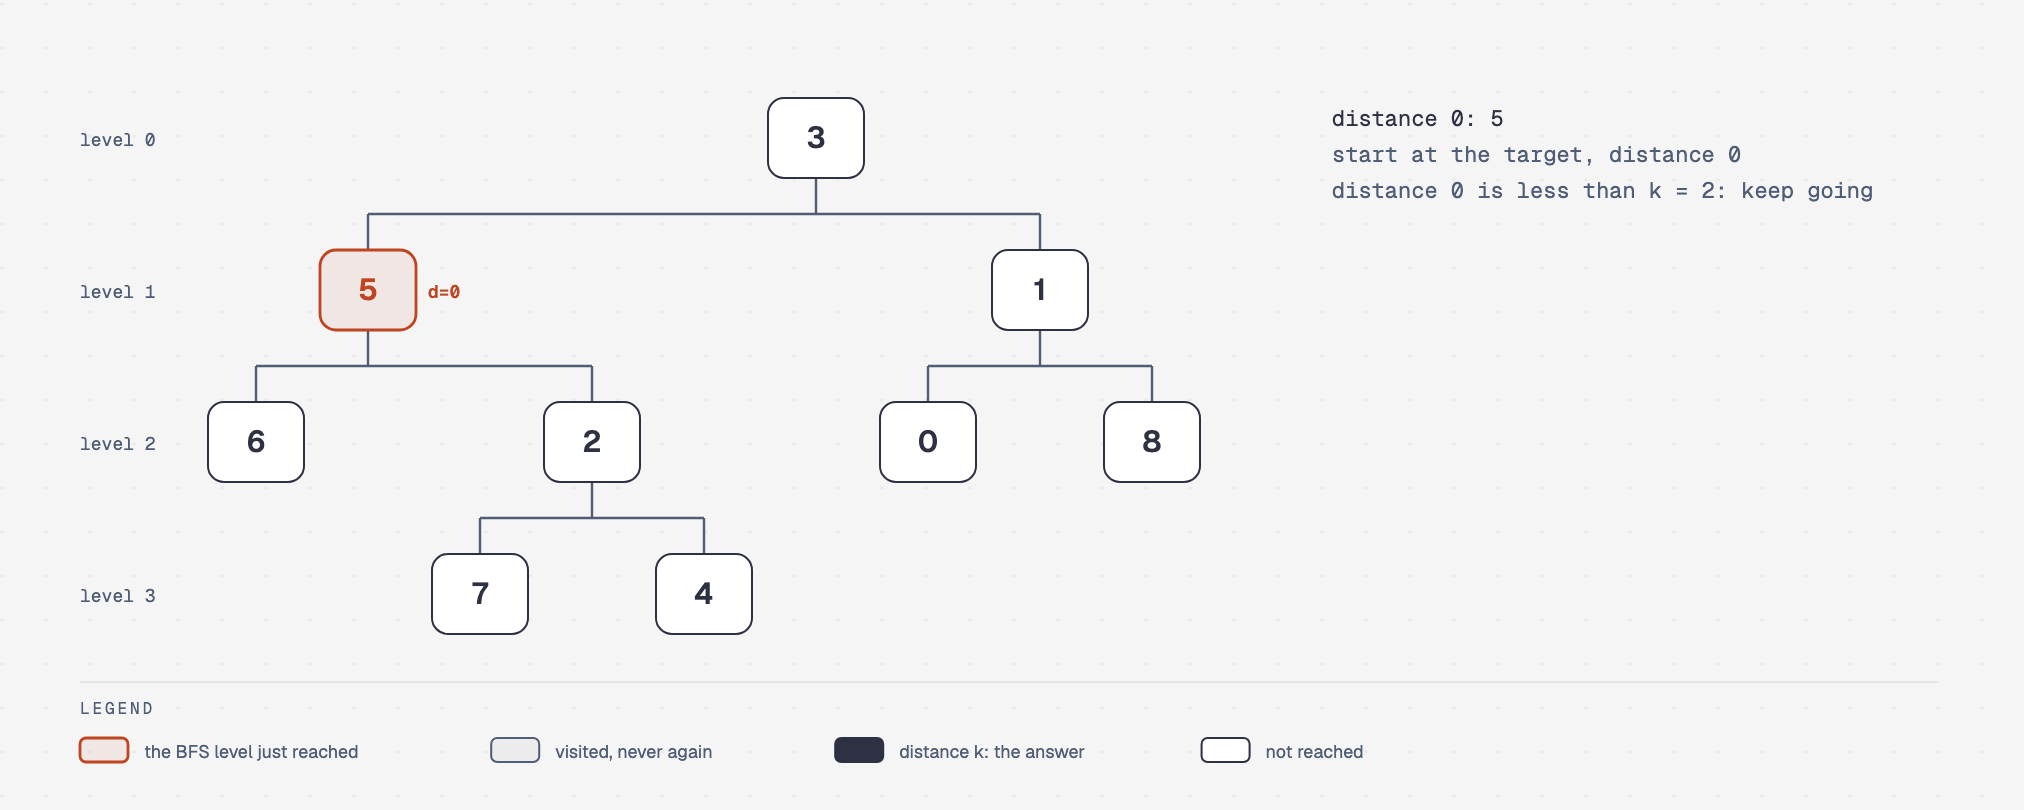 level 0
3
distance 0: 5
start at the target, distance 0
distance 0 is less than k = 2: keep going
level 1
5
d=0
1
level 2
6
2
0
8
level 3
7
4
LEGEND
the BFS level just reached
visited, never again
distance k: the answer
not reached